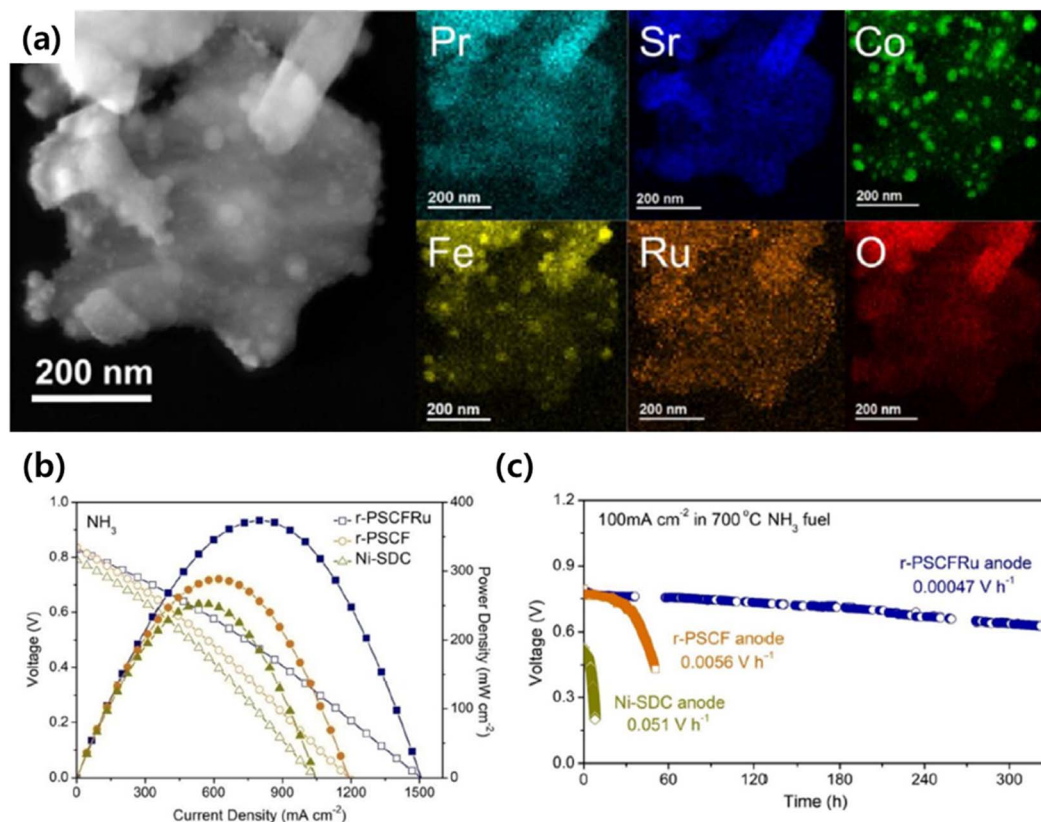 (a)
200 nm
Pr
200 nm
Sr
200 nm
Co
200 nm
Fe
200 nm
Ru
200 nm
O
200 nm
(b)
NH₃
r-PSCFRu
r-PSCF
Ni-SDC
Voltage (V)
1.0
0.8
0.6
0.4
0.2
0.0
Power Density (mW cm⁻²)
400
300
200
100
0
0 300 600 900 1200 1500
Current Density (mA cm⁻²)
(c)
100mA cm⁻² in 700 °C NH₃ fuel
r-PSCFRu anode
0.00047 V h⁻¹
r-PSCF anode
0.0056 V h⁻¹
Ni-SDC anode
0.051 V h⁻¹
Voltage (V)
1.2
0.9
0.6
0.3
0.0
0 60 120 180 240 300
Time (h)